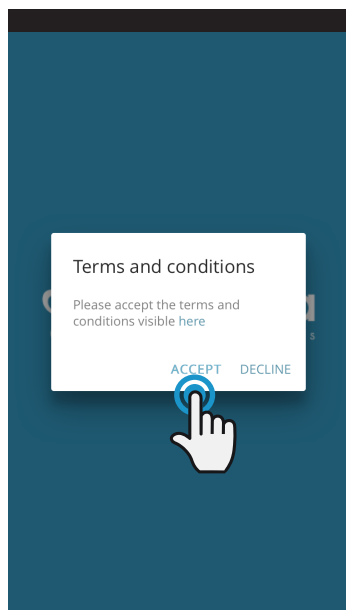 Terms and conditions
Please accept the terms and
conditions visible here
ACCEPT DECLINE